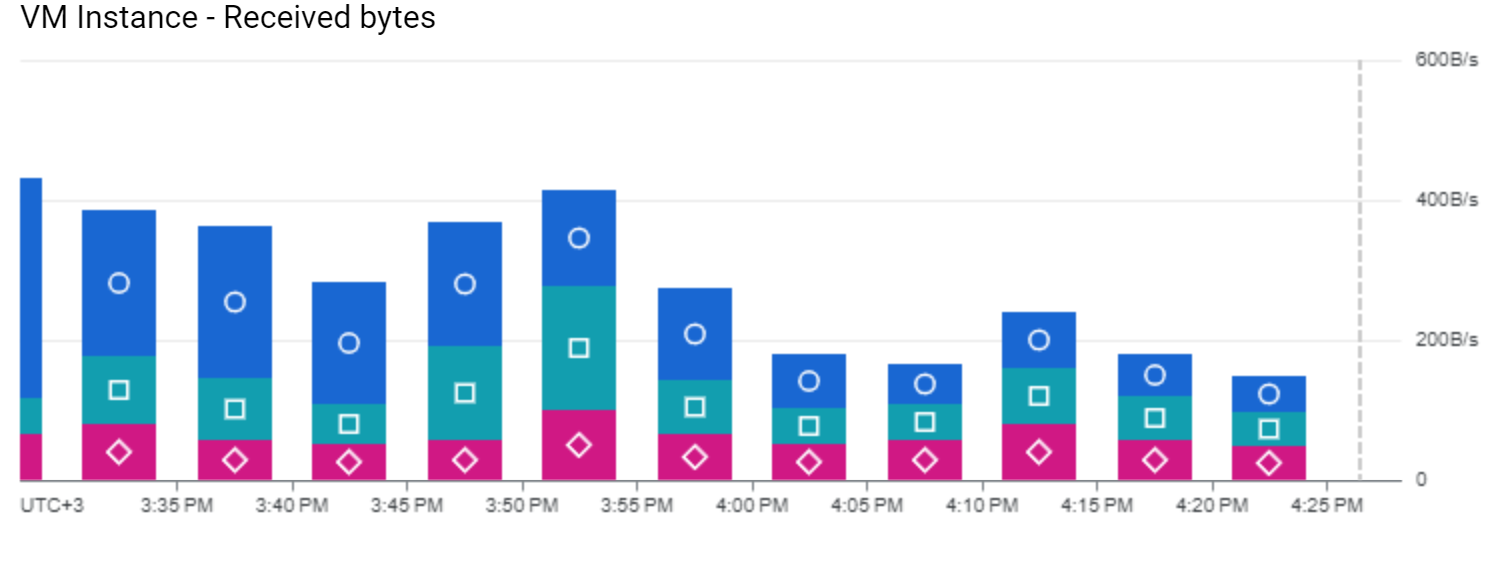 VM Instance - Received bytes
600B/s
400B/s
200B/s
0
UTC+3 3:35 PM 3:40 PM 3:45 PM 3:50 PM 3:55 PM 4:00 PM 4:05 PM 4:10 PM 4:15 PM 4:20 PM 4:25 PM